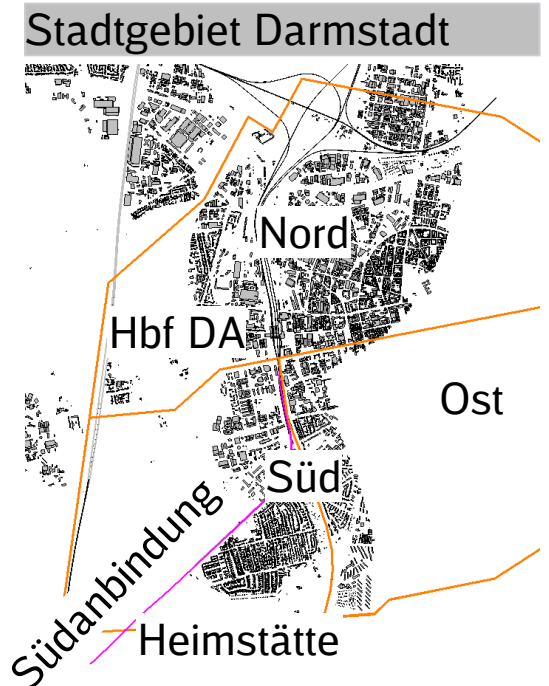 Stadtgebiet Darmstadt
Nord
Hbf DA
Ost
Süd
Südanbindung
Heimstätte